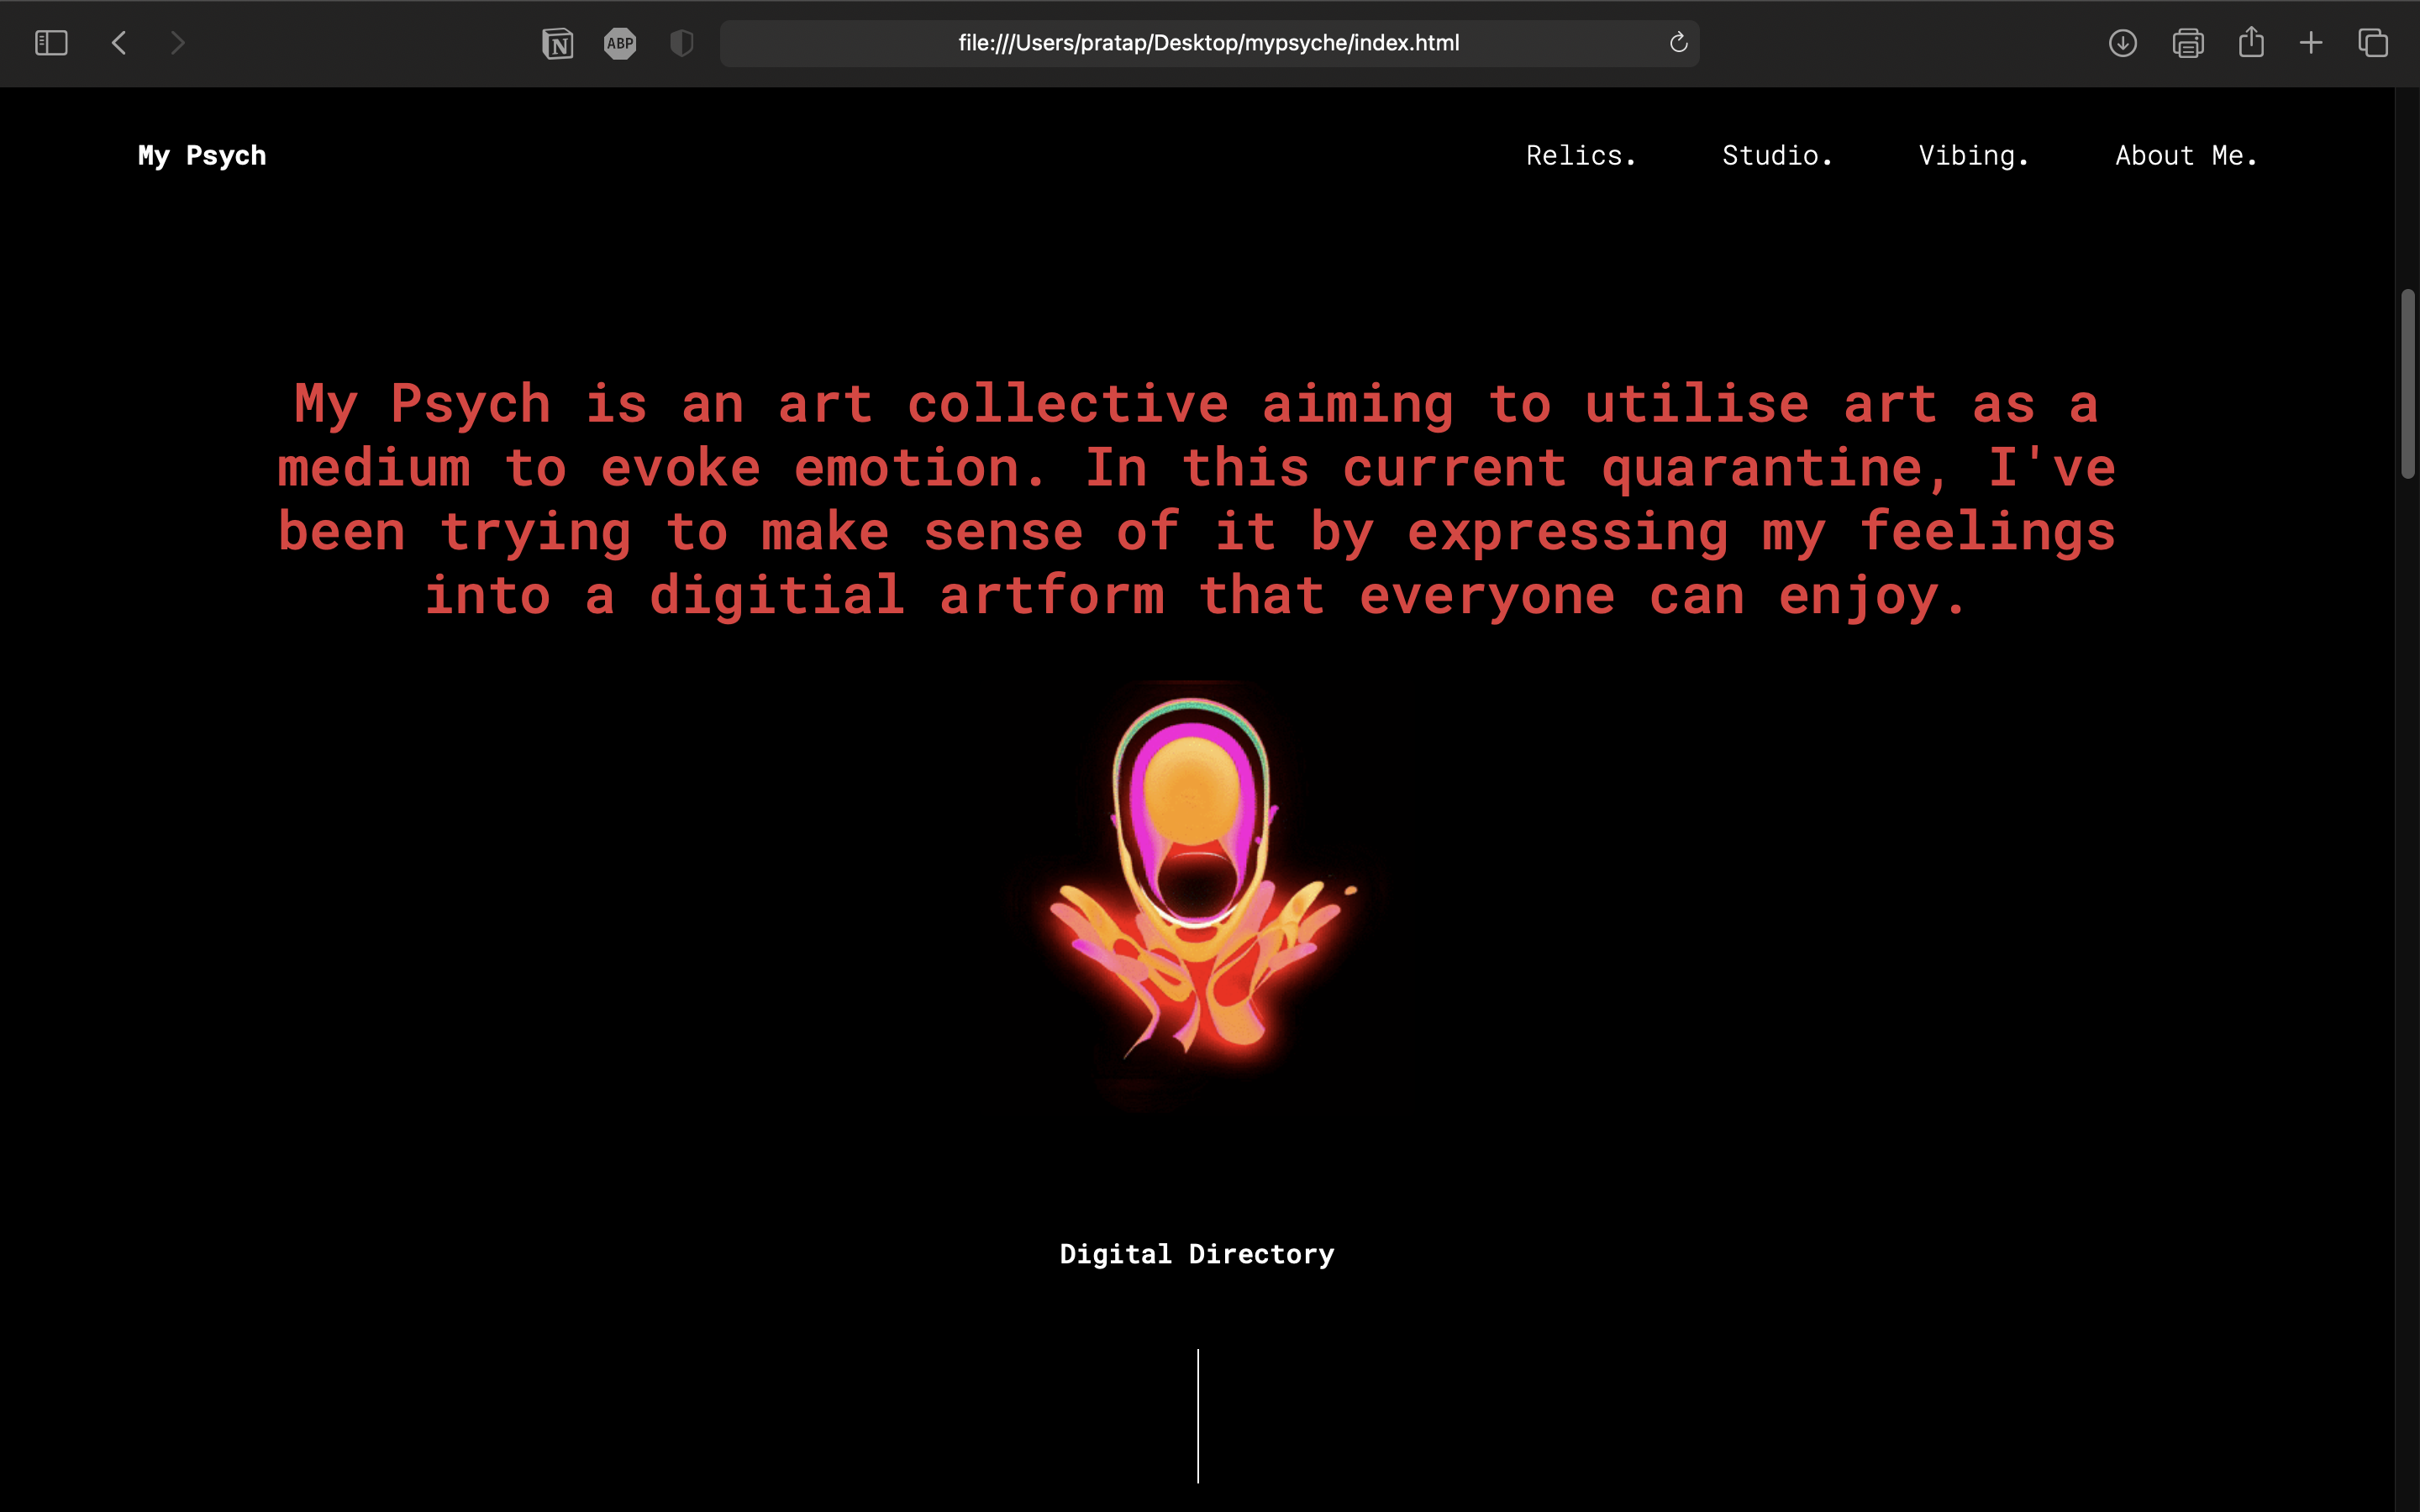 ABP
file:///Users/pratap/Desktop/mypsyche/index.html
My Psych
Relics.
Studio.
Vibing.
About Me.
My Psych is an art collective aiming to utilise art as a
medium to evoke emotion. In this current quarantine, I've
been trying to make sense of it by expressing my feelings
into a digitial artform that everyone can enjoy.
Digital Directory